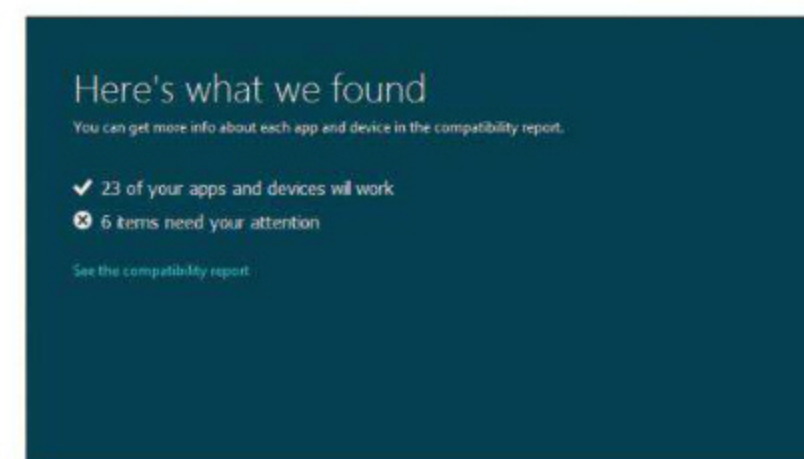 Here's what we found
You can get more info about each app and device in the compatibility report.
23 of your apps and devices will work
6 items need your attention
See the compatibility report